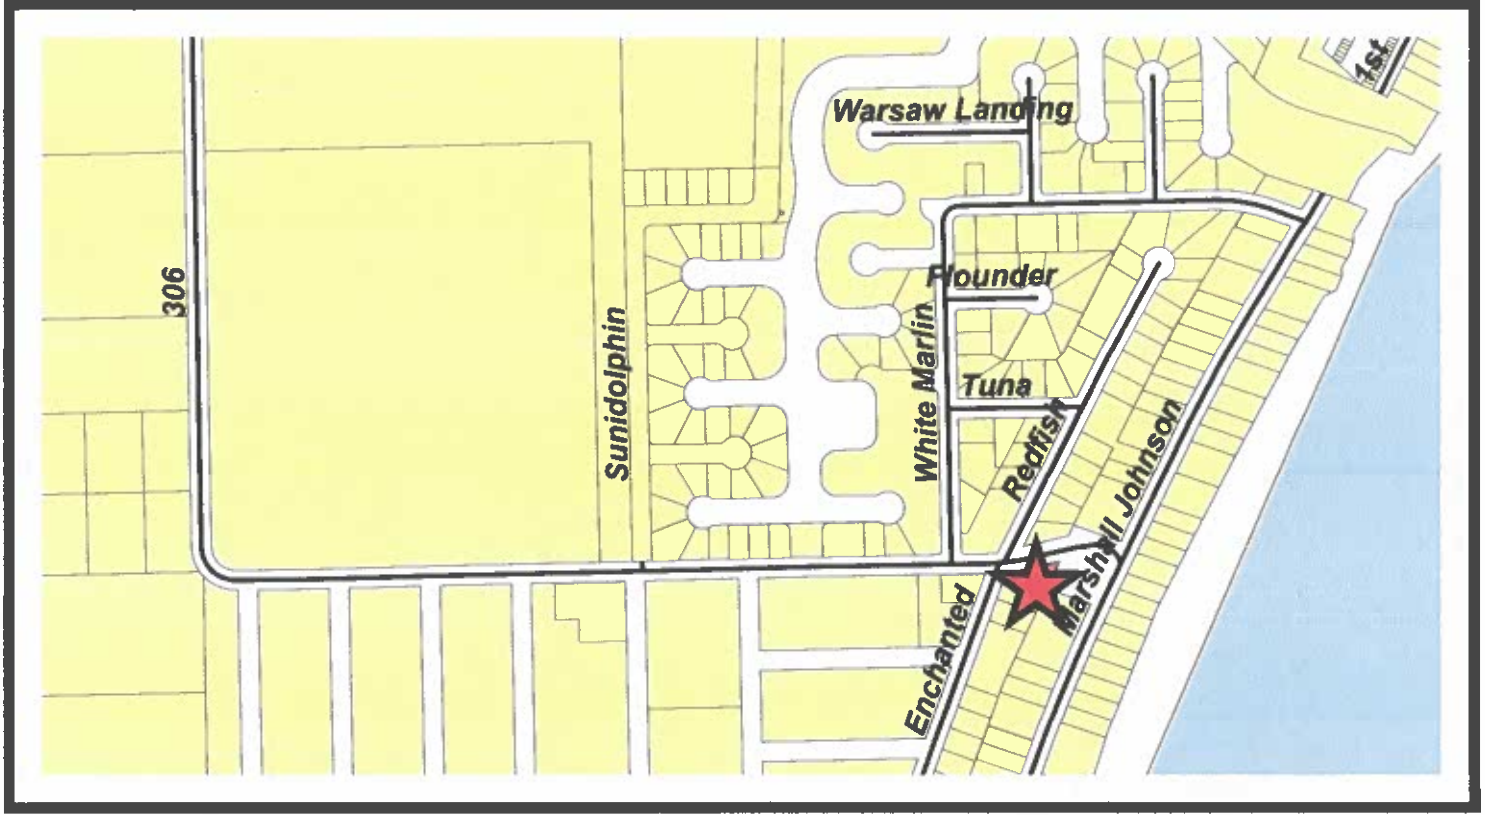 1st
Warsaw Landing
306
Flounder
Sunidolphin
White Marlin
Tuna
Redfish
Marshall Johnson
Enchanted